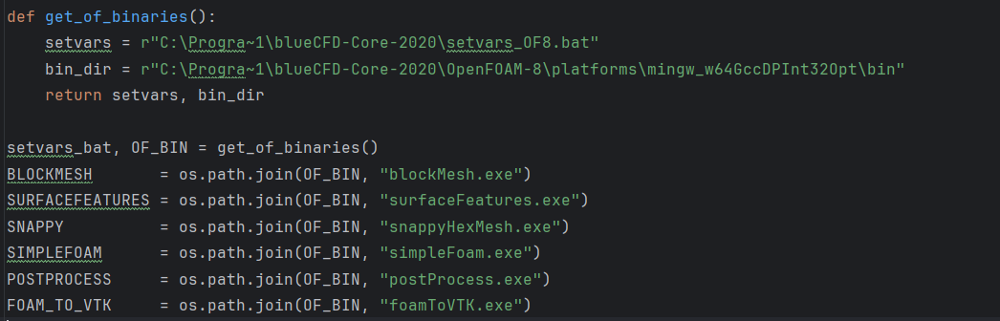 def get_of_binaries():
    setvars = r"C:\Progra~1\blueCFD-Core-2020\setvars_OF8.bat"
    bin_dir = r"C:\Progra~1\blueCFD-Core-2020\OpenFOAM-8\platforms\mingw_w64GccDPInt32Opt\bin"
    return setvars, bin_dir

setvars_bat, OF_BIN = get_of_binaries()
BLOCKMESH       = os.path.join(OF_BIN, "blockMesh.exe")
SURFACEFEATURES = os.path.join(OF_BIN, "surfaceFeatures.exe")
SNAPPY          = os.path.join(OF_BIN, "snappyHexMesh.exe")
SIMPLEFOAM      = os.path.join(OF_BIN, "simpleFoam.exe")
POSTPROCESS     = os.path.join(OF_BIN, "postProcess.exe")
FOAM_TO_VTK     = os.path.join(OF_BIN, "foamToVTK.exe")